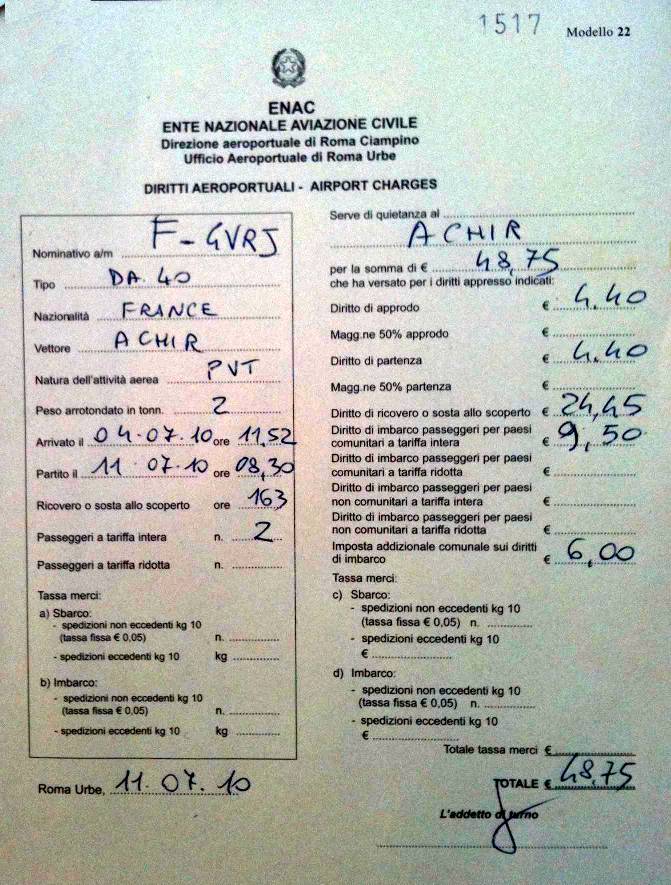 1517 Modello 22
ENAC
ENTE NAZIONALE AVIAZIONE CIVILE
Direzione aeroportuale di Roma Ciampino
Ufficio Aeroportuale di Roma Urbe
DIRITTI AEROPORTUALI - AIRPORT CHARGES
Nominativo a/m F-GVRJ
Tipo DA. 40
Nazionalità FRANCE
Vettore ACHIR
Natura dell'attività aerea PVT
Peso arrotondato in tonn. 2
Arrivato il 04.07.10 ore 11,52
Partito il 11.07.10 ore 08,30
Ricovero o sosta allo scoperto ore 163
Passeggeri a tariffa intera n. 2
Passeggeri a tariffa ridotta n.
Tassa merci:
a) Sbarco:
- spedizioni non eccedenti kg 10
(tassa fissa € 0,05) n.
- spedizioni eccedenti kg 10 kg
b) Imbarco:
- spedizioni non eccedenti kg 10
(tassa fissa € 0,05) n.
- spedizioni eccedenti kg 10 kg
Roma Urbe, 11.07.10
Serve di quietanza al
ACHIR
per la somma di € 48,75
che ha versato per i diritti appresso indicati:
Diritto di approdo € 4.40
Magg.ne 50% approdo €
Diritto di partenza € 4.40
Magg.ne 50% partenza €
Diritto di ricovero o sosta allo scoperto € 24,45
Diritto di imbarco passeggeri per paesi
comunitari a tariffa intera € 9,50
Diritto di imbarco passeggeri per paesi
comunitari a tariffa ridotta €
Diritto di imbarco passeggeri per paesi
non comunitari a tariffa intera €
Diritto di imbarco passeggeri per paesi
non comunitari a tariffa ridotta €
Imposta addizionale comunale sui diritti
di imbarco € 6,00
Tassa merci:
c) Sbarco:
- spedizioni non eccedenti kg 10
(tassa fissa € 0,05) n.
- spedizioni eccedenti kg 10
€
d) Imbarco:
- spedizioni non eccedenti kg 10
(tassa fissa € 0,05) n.
- spedizioni eccedenti kg 10
€
Totale tassa merci €
TOTALE € 48,75
L'addetto di turno